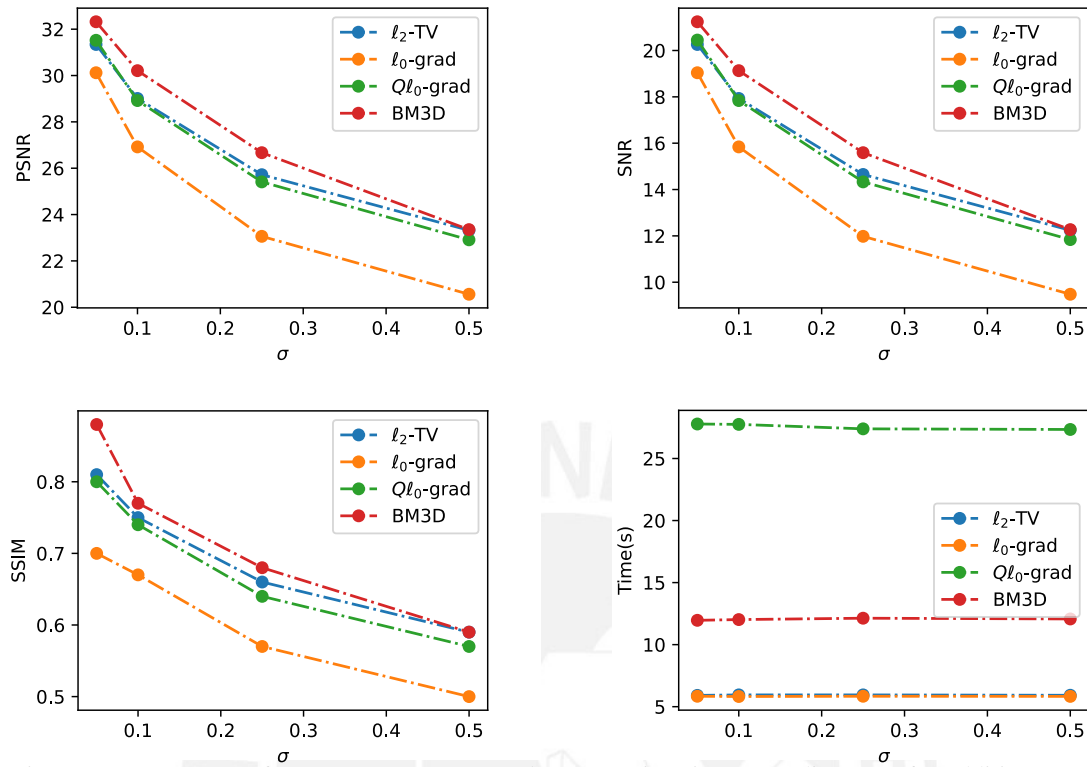 32
30
28
26
24
22
20
PSNR
ℓ₂-TV
ℓ₀-grad
Qℓ₀-grad
BM3D
0.1 0.2 0.3 0.4 0.5
σ
20
18
16
14
12
10
SNR
ℓ₂-TV
ℓ₀-grad
Qℓ₀-grad
BM3D
0.1 0.2 0.3 0.4 0.5
σ
0.8
0.7
0.6
0.5
SSIM
ℓ₂-TV
ℓ₀-grad
Qℓ₀-grad
BM3D
0.1 0.2 0.3 0.4 0.5
σ
25
20
15
10
5
Time(s)
ℓ₂-TV
ℓ₀-grad
Qℓ₀-grad
BM3D
0.1 0.2 0.3 0.4 0.5
σ